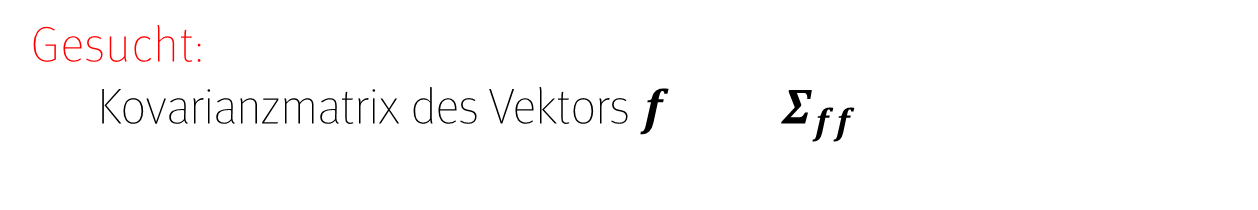 Gesucht:
Kovarianzmatrix des Vektors f Σff